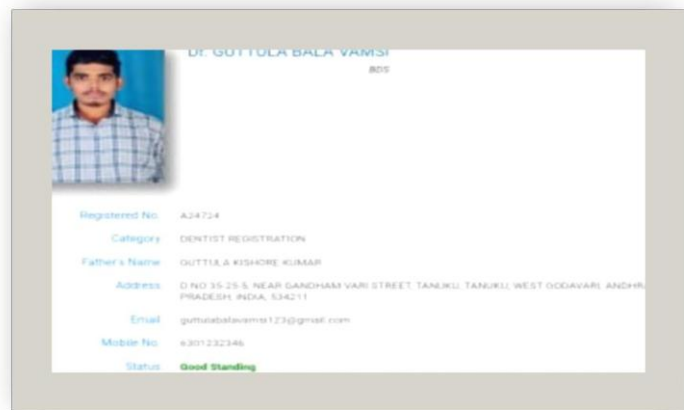 Dr. GUTTULA BALA VAMSI
BDS
Registered No. A24724
Category DENTIST REGISTRATION
Father's Name GUTTULA KISHORE KUMAR
Address D NO 35-25-5, NEAR GANDHAM VARI STREET, TANUKU, TANUKU, WEST GODAVARI, ANDHRA
PRADESH, INDIA, 534211
Email guttulabalavamsi123@gmail.com
Mobile No. 6301232346
Status Good Standing